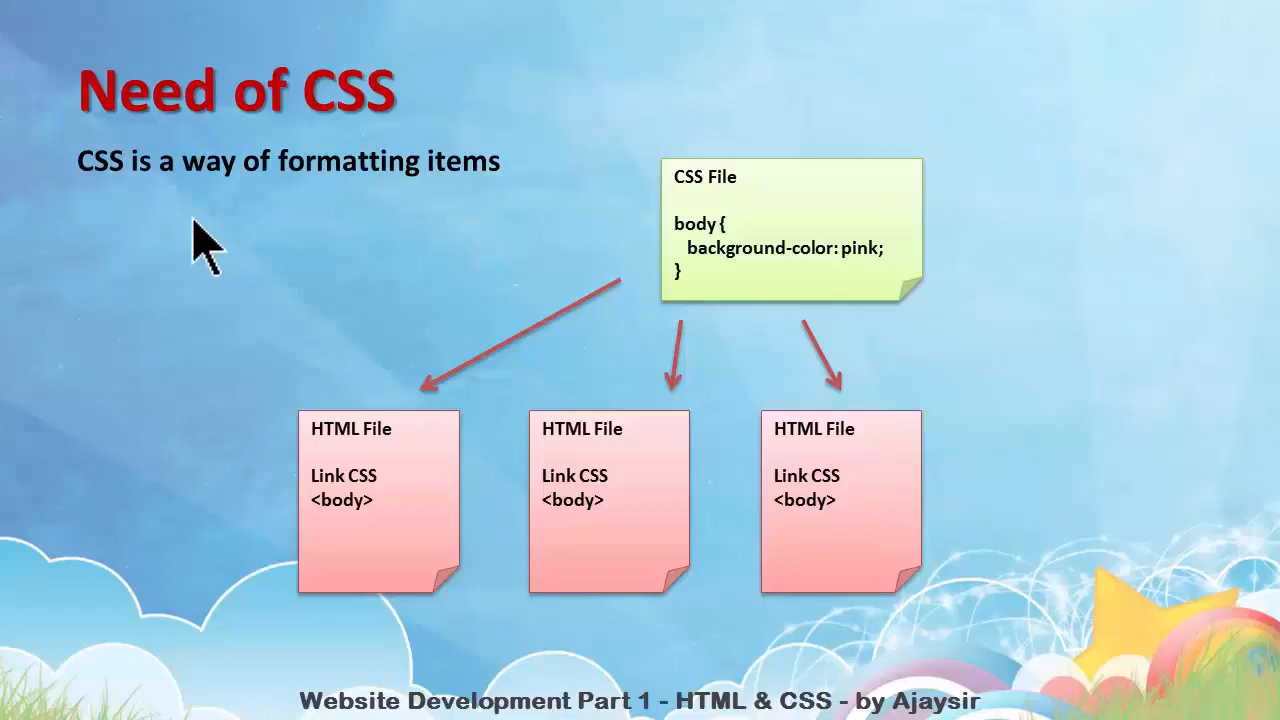 Need of CSS
CSS is a way of formatting items
CSS File
body {
background-color: pink;
}
HTML File
Link CSS
<body>
HTML File
Link CSS
<body>
HTML File
Link CSS
<body>
Website Development Part 1 - HTML & CSS - by Ajaysir